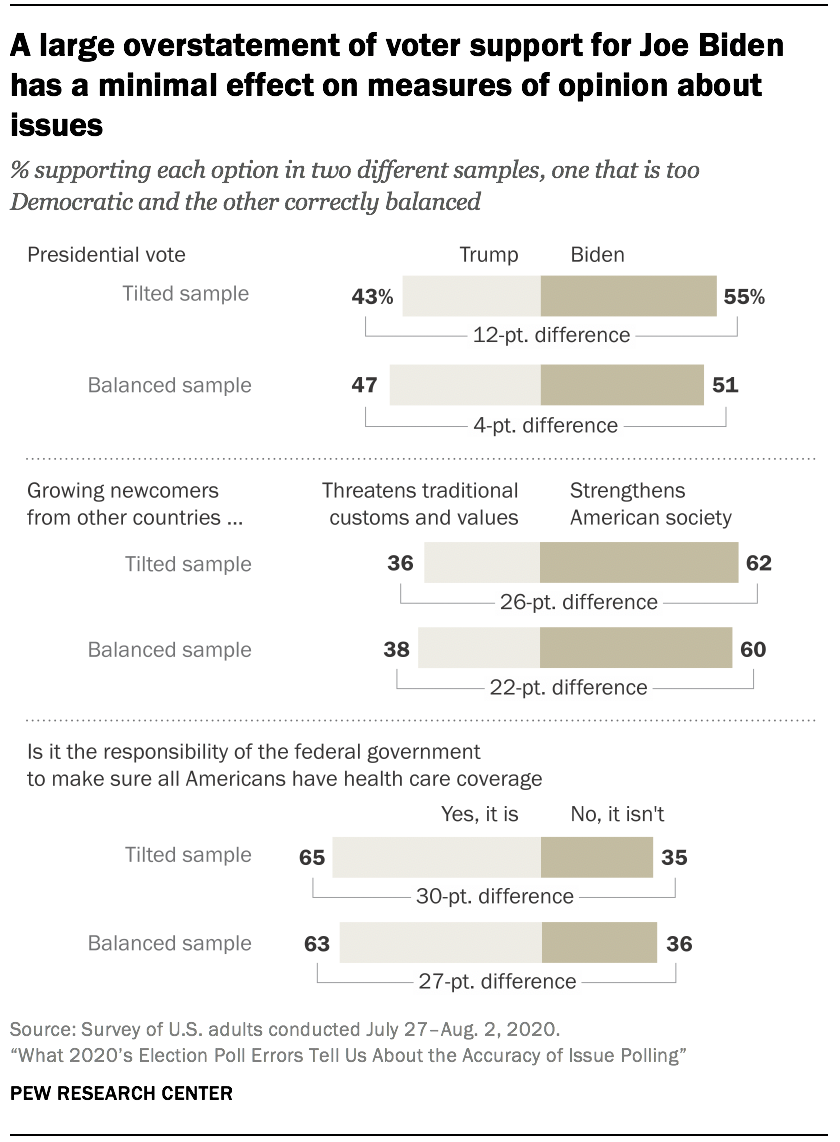 A large overstatement of voter support for Joe Biden
has a minimal effect on measures of opinion about
issues
% supporting each option in two different samples, one that is too
Democratic and the other correctly balanced
Presidential vote Trump Biden
Tilted sample 43% 55%
12-pt. difference
Balanced sample 47 51
4-pt. difference
Growing newcomers Threatens traditional Strengthens
from other countries ... customs and values American society
Tilted sample 36 62
26-pt. difference
Balanced sample 38 60
22-pt. difference
Is it the responsibility of the federal government
to make sure all Americans have health care coverage
Yes, it is No, it isn't
Tilted sample 65 35
30-pt. difference
Balanced sample 63 36
27-pt. difference
Source: Survey of U.S. adults conducted July 27–Aug. 2, 2020.
“What 2020’s Election Poll Errors Tell Us About the Accuracy of Issue Polling”
PEW RESEARCH CENTER